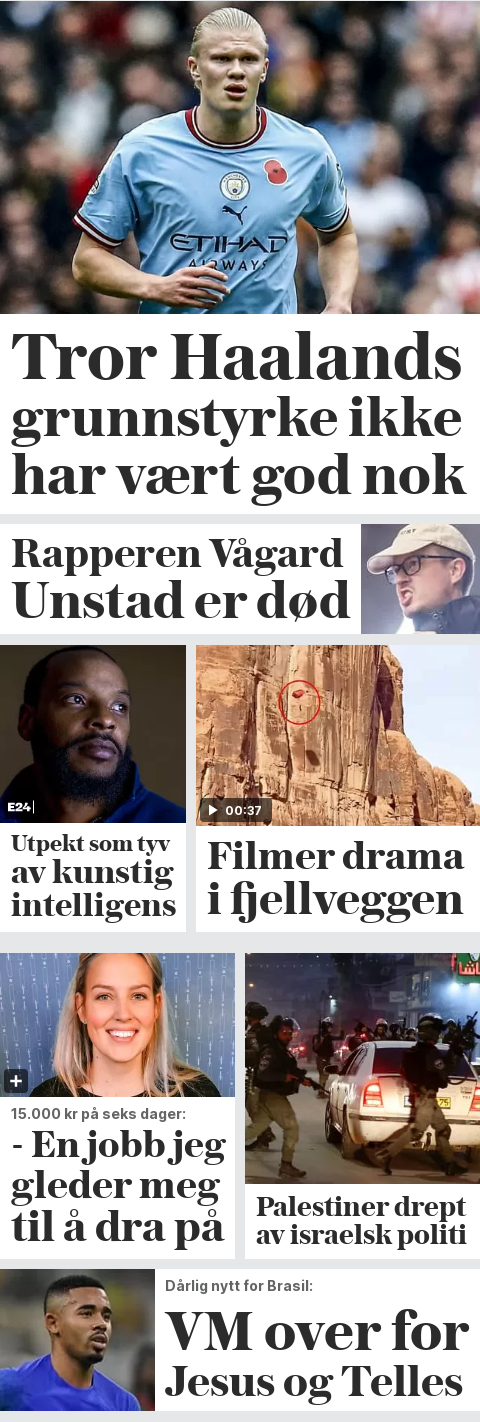 ETIHAD
AIRWAYS
Tror Haalands
grunnstyrke ikke
har vært god nok
Rapperen Vågard
Unstad er død
E24
00:37
Utpekt som tyv
av kunstig
intelligens
Filmer drama
i fjellveggen
15.000 kr på seks dager:
- En jobb jeg
gleder meg
til å dra på
Palestiner drept
av israelsk politi
Dårlig nytt for Brasil:
VM over for
Jesus og Telles